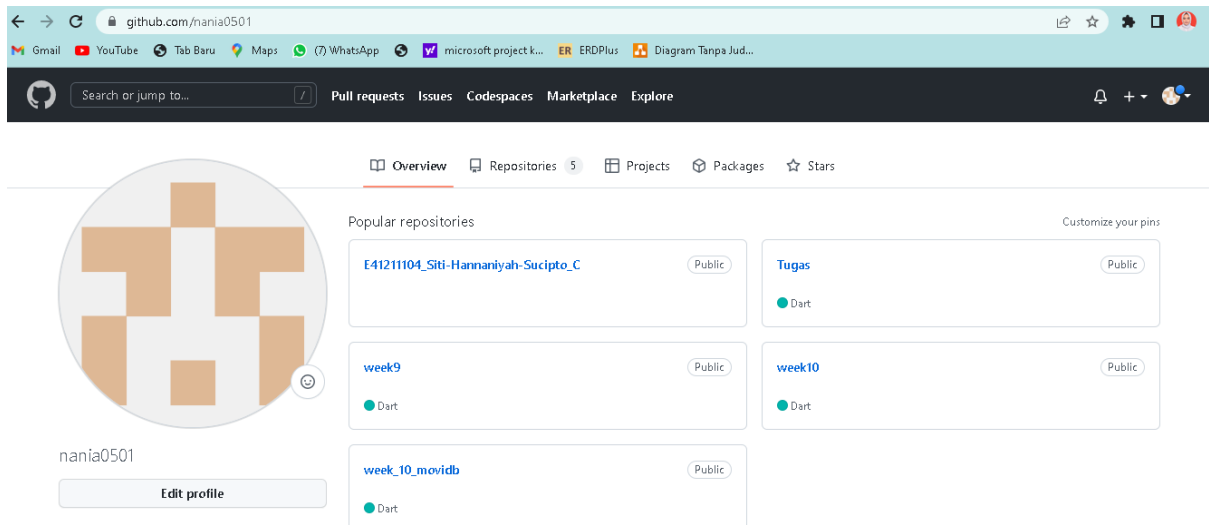 github.com/nania0501
Gmail YouTube Tab Baru Maps (7) WhatsApp microsoft project k... ER ERDPlus Diagram Tanpa Jud...
Search or jump to... / Pull requests Issues Codespaces Marketplace Explore
Overview Repositories 5 Projects Packages Stars
Popular repositories Customize your pins
E41211104_Siti-Hannaniyah-Sucipto_C Public Tugas Public
Dart
week9 Public week10 Public
Dart Dart
nania0501
week_10_movidb Public
Edit profile
Dart